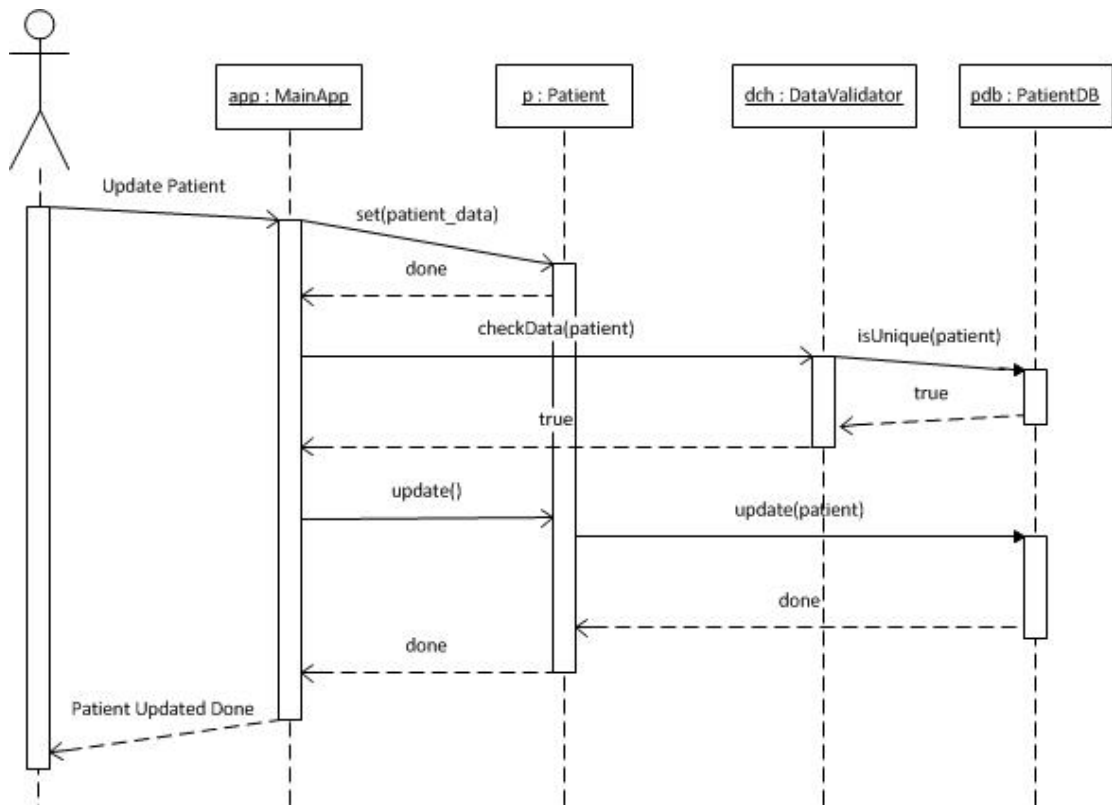 app : MainApp
p : Patient
dch : DataValidator
pdb : PatientDB
Update Patient
set(patient_data)
done
checkData(patient)
isUnique(patient)
true
true
update()
update(patient)
done
done
Patient Updated Done